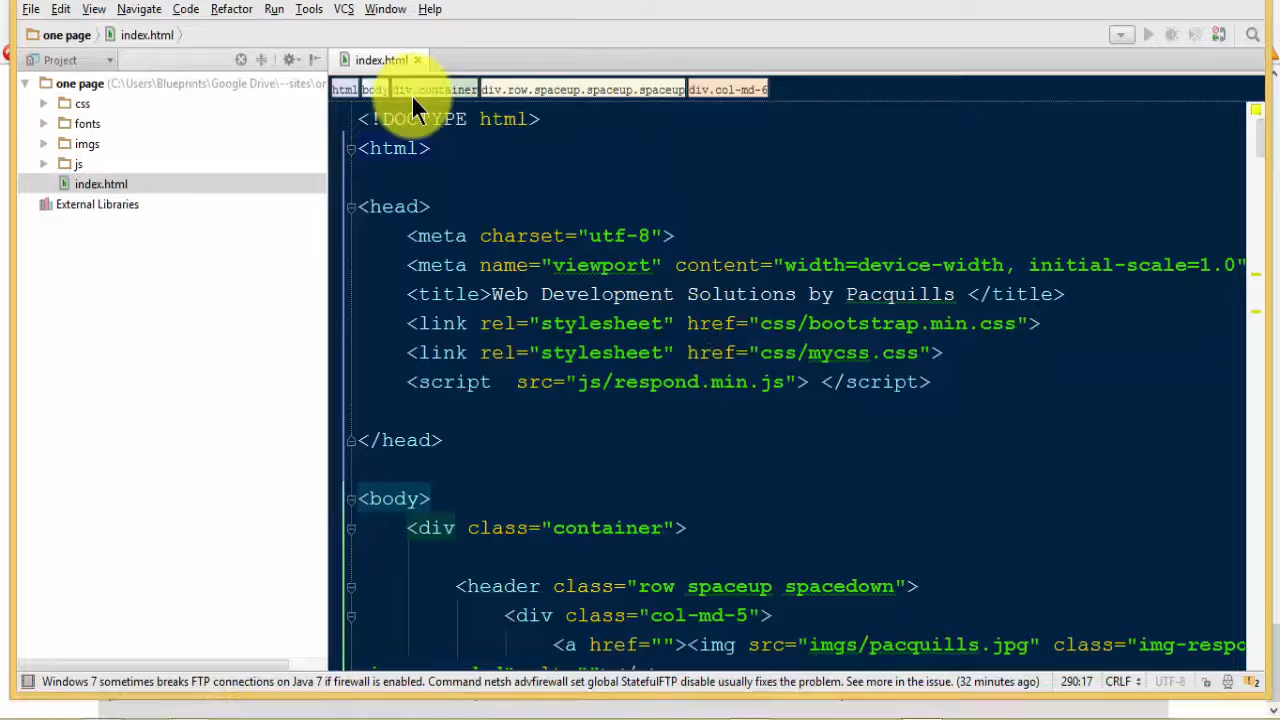 File Edit View Navigate Code Refactor Run Tools VCS Window Help
one page index.html
Project
index.html
one page (C:\Users\Blueprints\Google Drive\--sites\or
html body div.container div.row.spaceup.spaceup.spaceup div.col-md-6
css
fonts
imgs
js
index.html
External Libraries
<!DOCTYPE html>
<html>
<head>
<meta charset="utf-8">
<meta name="viewport" content="width=device-width, initial-scale=1.0"
<title>Web Development Solutions by Pacquills </title>
<link rel="stylesheet" href="css/bootstrap.min.css">
<link rel="stylesheet" href="css/mycss.css">
<script  src="js/respond.min.js"> </script>
</head>
<body>
<div class="container">
<header class="row spaceup spacedown">
<div class="col-md-5">
<a href=""><img src="imgs/pacquills.jpg" class="img-respo
Windows 7 sometimes breaks FTP connections on Java 7 if firewall is enabled. Command netsh advfirewall set global StatefulFTP disable usually fixes the problem. See more in the issue. (32 minutes ago) 290:17 CRLF UTF-8 2